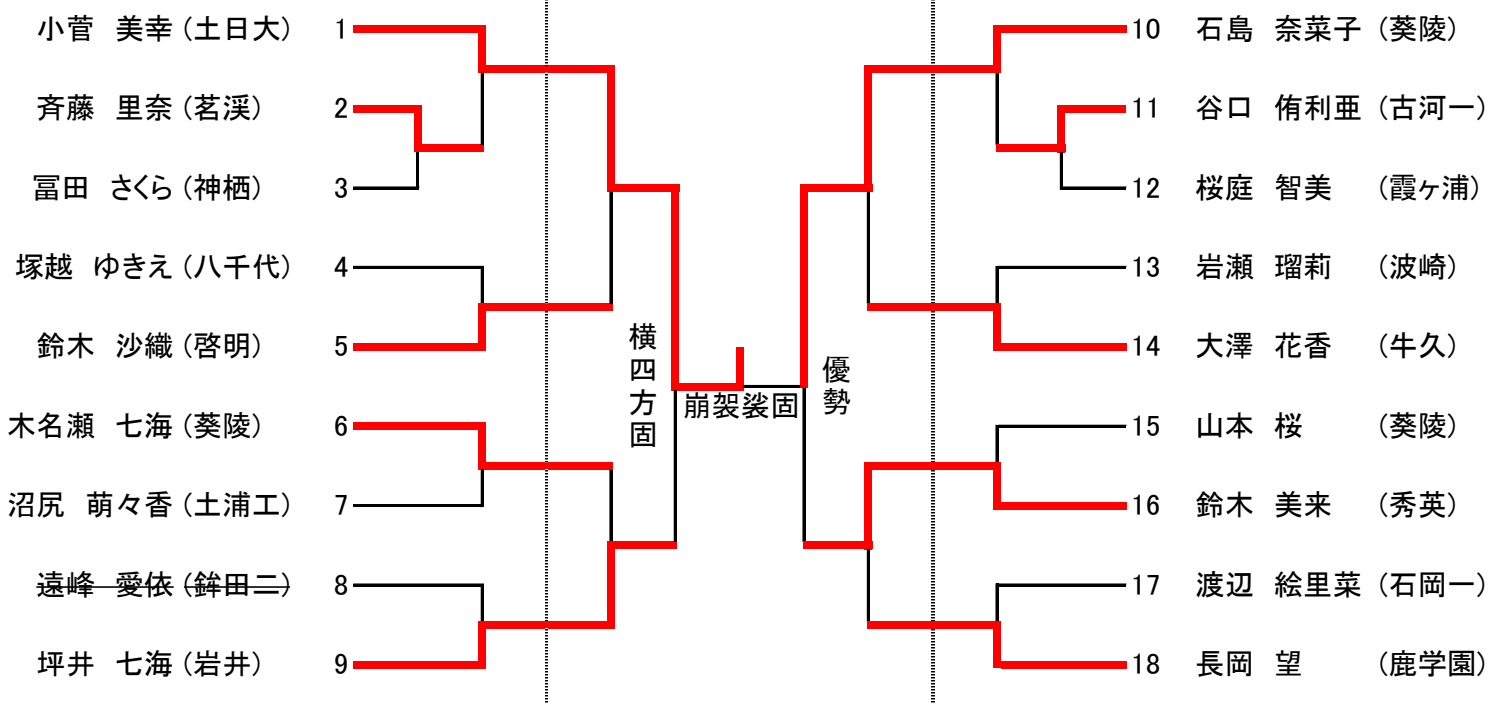 小菅 美幸 (土日大) 1
斉藤 里奈 (茗渓) 2
冨田 さくら (神栖) 3
塚越 ゆきえ (八千代) 4
鈴木 沙織 (啓明) 5
木名瀬 七海 (葵陵) 6
沼尻 萌々香 (土浦工) 7
遠峰 愛依 (鉾田二) 8
坪井 七海 (岩井) 9
横四方固
崩袈裟固
優勢
10 石島 奈菜子 (葵陵)
11 谷口 侑利亜 (古河一)
12 桜庭 智美 (霞ヶ浦)
13 岩瀬 瑠莉 (波崎)
14 大澤 花香 (牛久)
15 山本 桜 (葵陵)
16 鈴木 美来 (秀英)
17 渡辺 絵里菜 (石岡一)
18 長岡 望 (鹿学園)